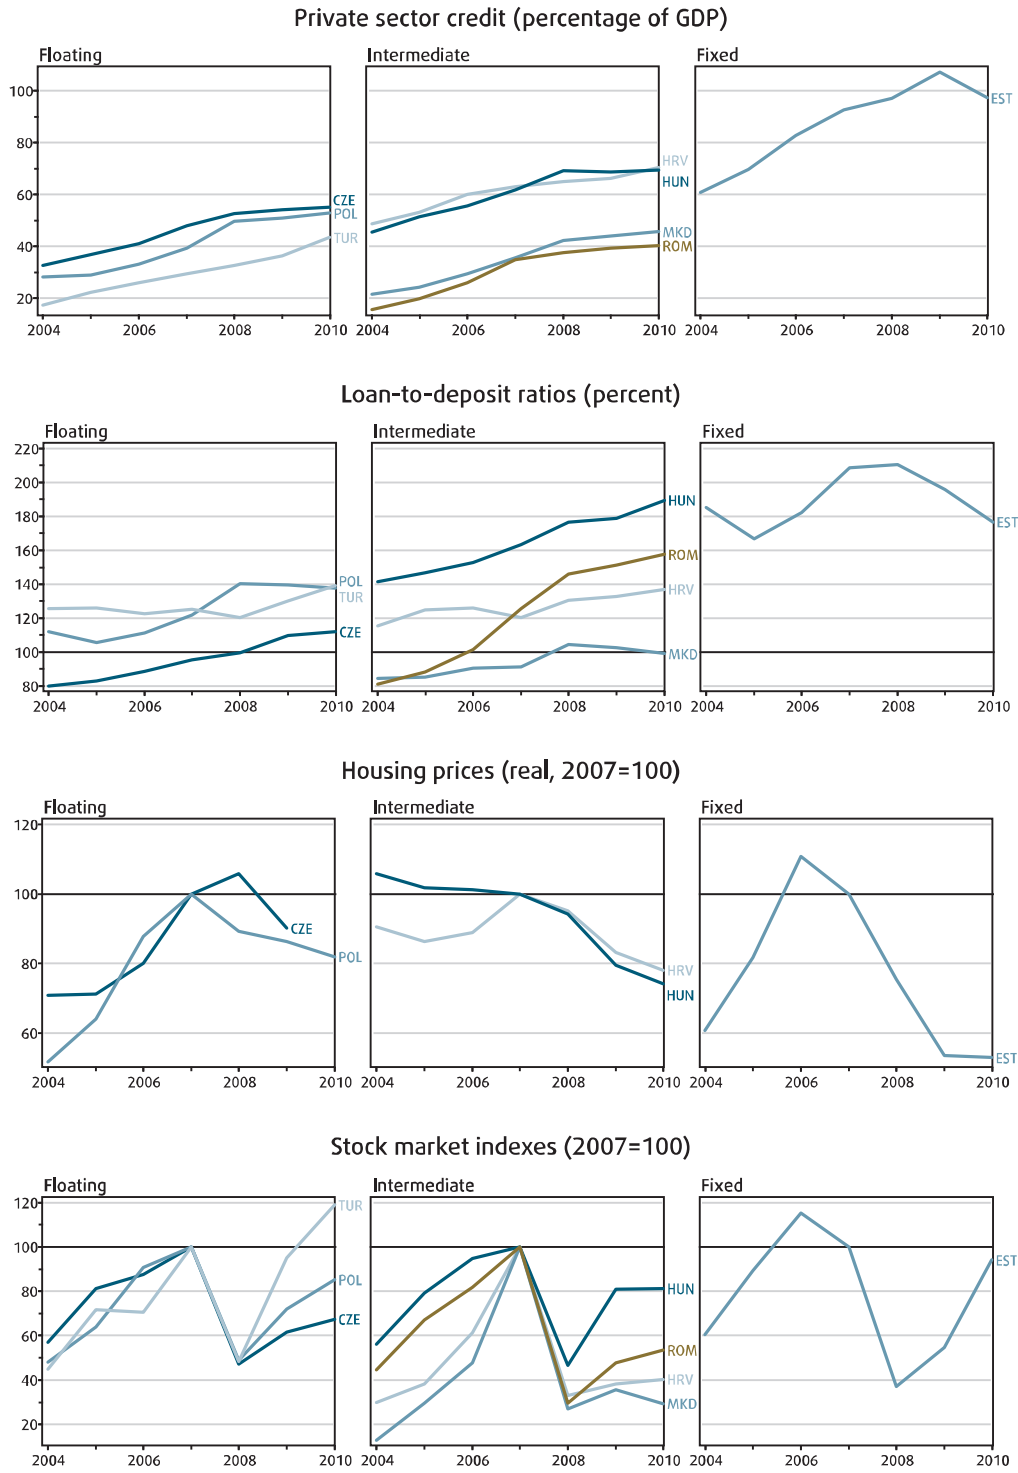 Private sector credit (percentage of GDP)
Floating Intermediate Fixed
100
80
60
40
20
CZE
POL
TUR
HRV
HUN
MKD
ROM
EST
2004 2006 2008 2010 2004 2006 2008 2010 2004 2006 2008 2010
Loan-to-deposit ratios (percent)
Floating Intermediate Fixed
220
200
180
160
140
120
100
80
POL
TUR
CZE
HUN
ROM
HRV
MKD
EST
2004 2006 2008 2010 2004 2006 2008 2010 2004 2006 2008 2010
Housing prices (real, 2007=100)
Floating Intermediate Fixed
120
100
80
60
CZE
POL
HRV
HUN
EST
2004 2006 2008 2010 2004 2006 2008 2010 2004 2006 2008 2010
Stock market indexes (2007=100)
Floating Intermediate Fixed
120
100
80
60
40
20
TUR
POL
CZE
HUN
ROM
HRV
MKD
EST
2004 2006 2008 2010 2004 2006 2008 2010 2004 2006 2008 2010